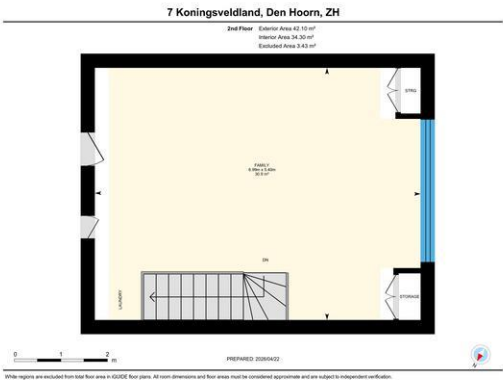 7 Koningsveldland, Den Hoorn, ZH
2nd Floor Exterior Area 42.10 m²
Interior Area 34.30 m²
Excluded Area 3.43 m²
STRG
FAMILY
30.0 m²
DN
LAUNDRY
STORAGE
0 1 2 m
PREPARED: 2026/04/22
N
White regions are excluded from total floor area in iGUIDE floor plans. All room dimensions and floor areas must be considered approximate and are subject to independent verification.